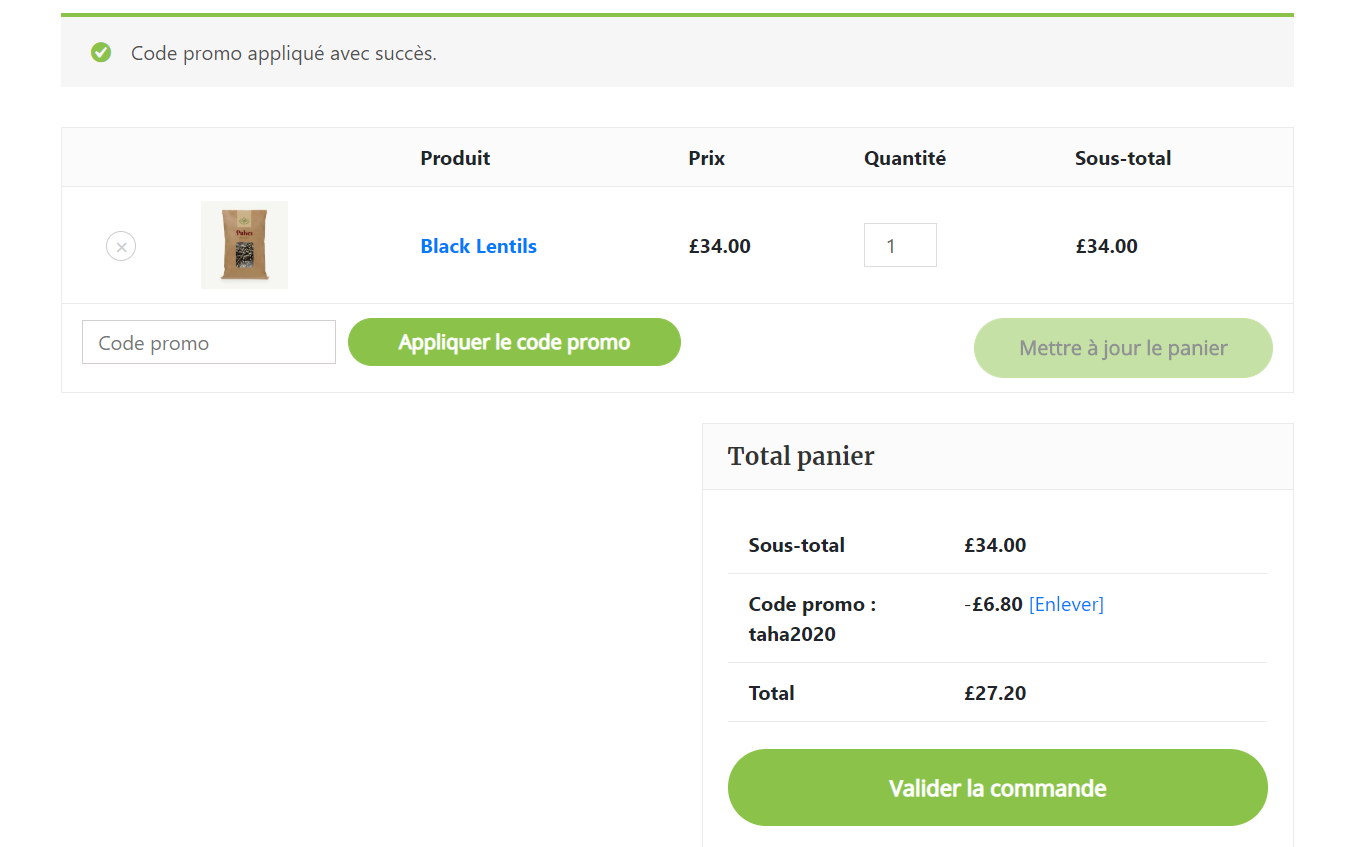 Code promo appliqué avec succès.
Produit Prix Quantité Sous-total
Pulses
Black Lentils £34.00 1 £34.00
Code promo Appliquer le code promo Mettre à jour le panier
Total panier
Sous-total £34.00
Code promo : -£6.80 [Enlever]
taha2020
Total £27.20
Valider la commande